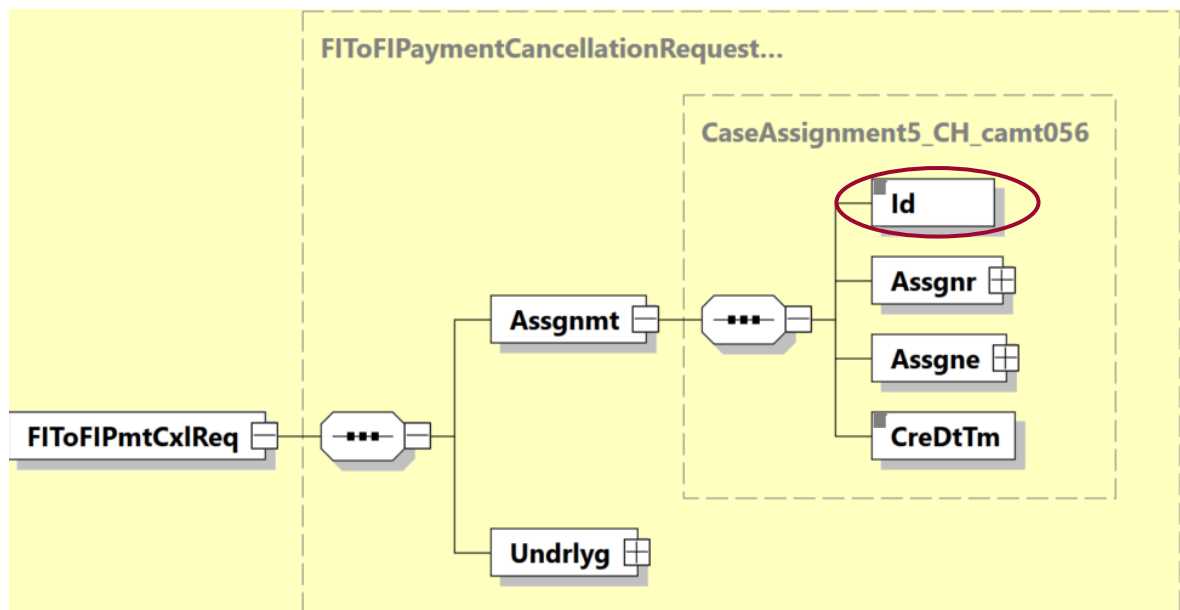 FIToFIPaymentCancellationRequest...
CaseAssignment5_CH_camt056
Id
Assgnr
Assgnmt
Assgne
FIToFIPmtCxlReq
CreDtTm
Undrlyg